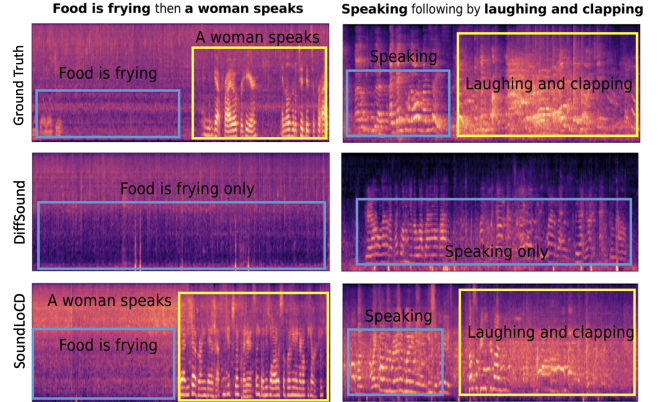 Food is frying then a woman speaks
Speaking following by laughing and clapping
Ground Truth
Food is frying
A woman speaks
Speaking
Laughing and clapping
DiffSound
Food is frying only
Speaking only
SoundLoCD
A woman speaks
Food is frying
Speaking
Laughing and clapping